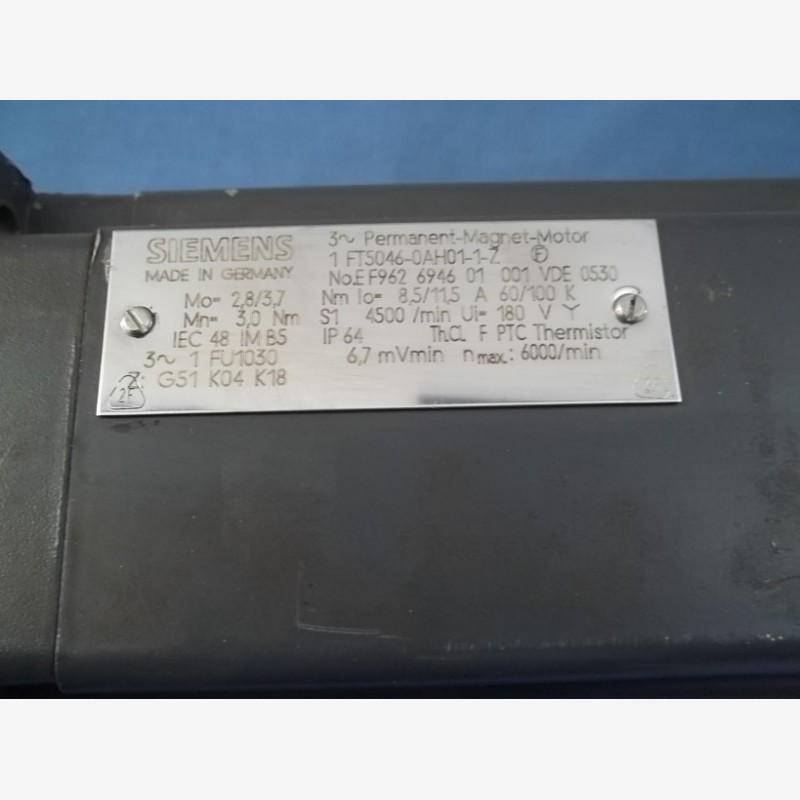 SIEMENS
MADE IN GERMANY
3~ Permanent-Magnet-Motor
1 FT5046-0AH01-1-Z F
No.E F962 6946 01 001 VDE 0530
Mo= 2,8/3,7 Nm Io= 8,5/11,5 A 60/100 K
Mn= 3,0 Nm S1 4500 /min Ui= 180 V Y
IEC 48 IM B5 IP 64 Th.Cl. F PTC Thermistor
3~ 1 FU1030 6,7 mVmin n max.: 6000/min
Z: G51 K04 K18
2F
2F